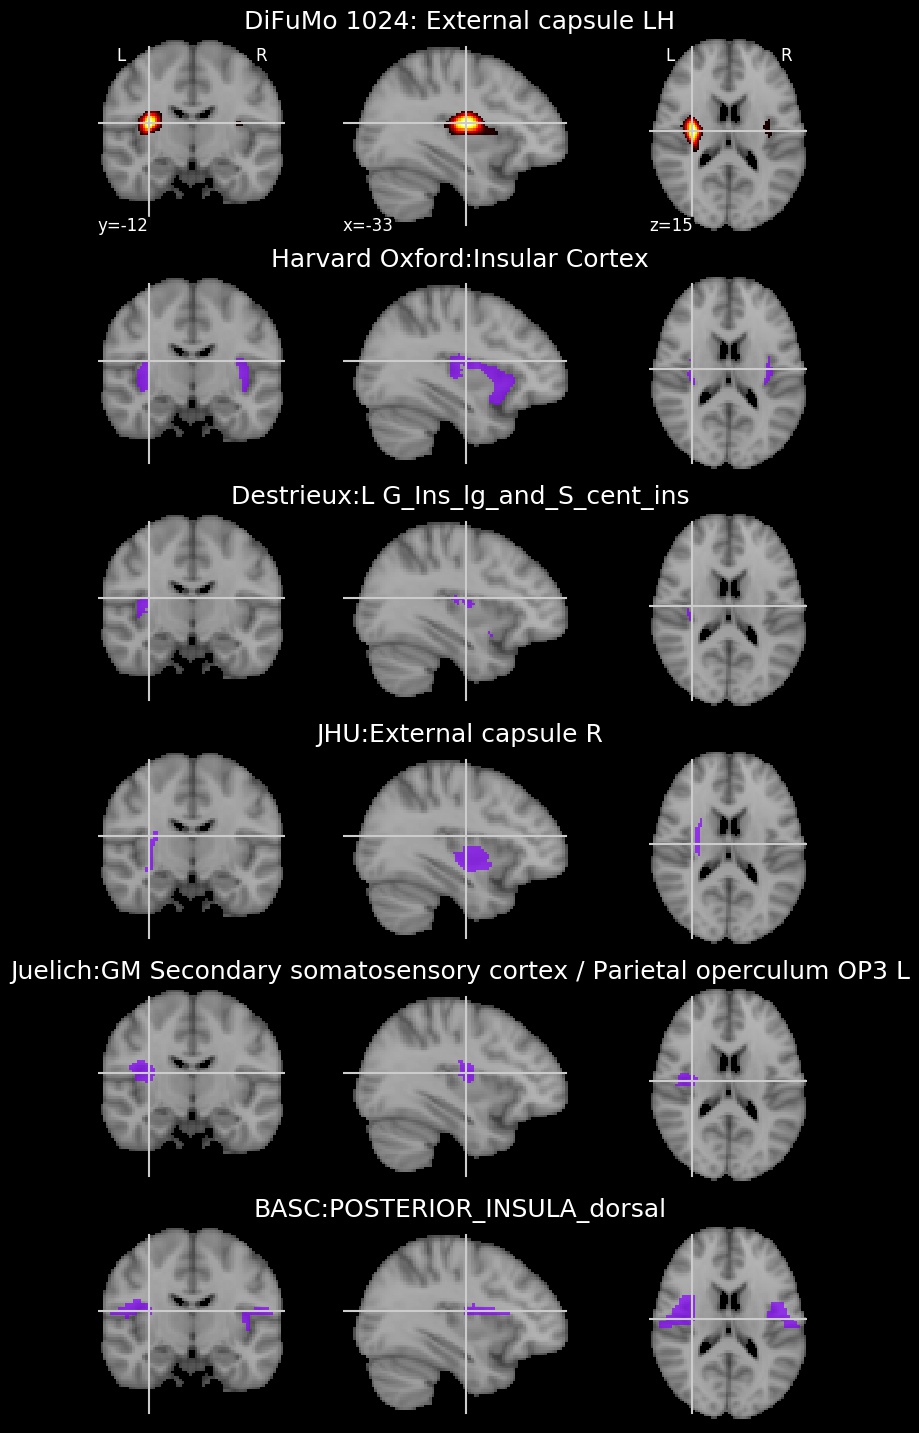 DiFuMo 1024: External capsule LH
L R L R
y=-12 x=-33 z=15
Harvard Oxford:Insular Cortex
Destrieux:L G_Ins_lg_and_S_cent_ins
JHU:External capsule R
Juelich:GM Secondary somatosensory cortex / Parietal operculum OP3 L
BASC:POSTERIOR_INSULA_dorsal